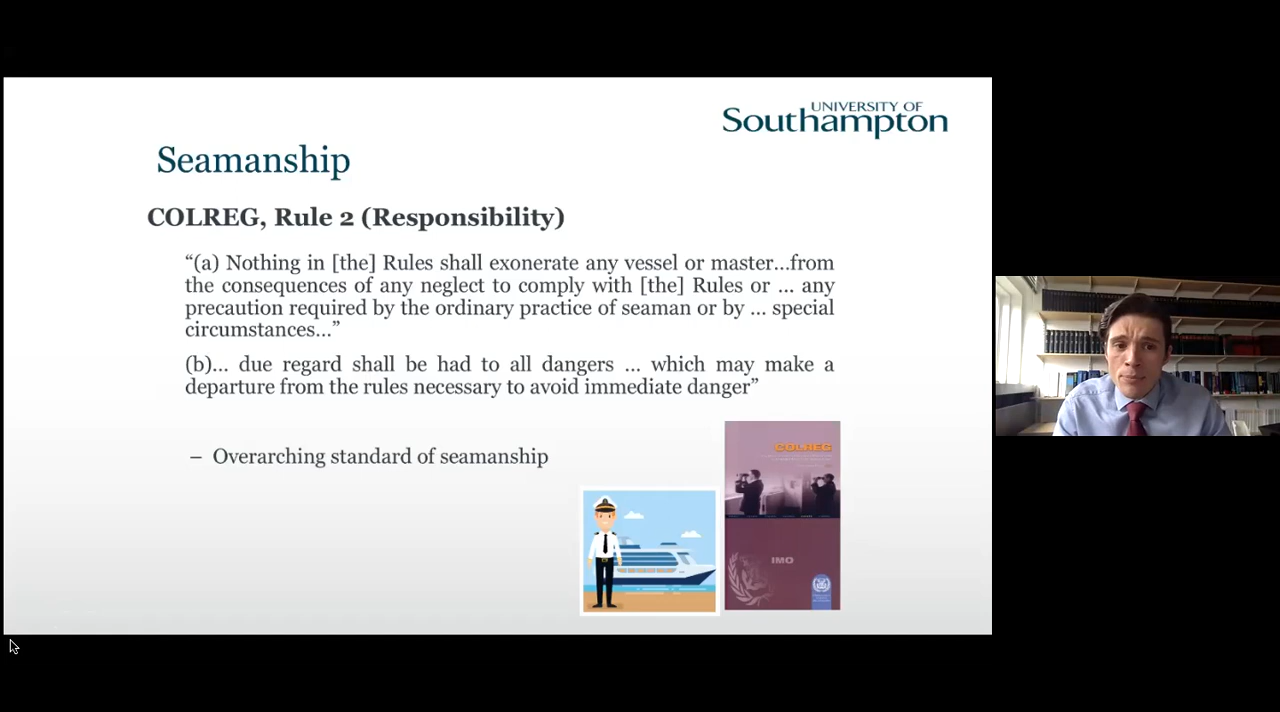 UNIVERSITY OF
Southampton
Seamanship
COLREG, Rule 2 (Responsibility)
“(a) Nothing in [the] Rules shall exonerate any vessel or master…from
the consequences of any neglect to comply with [the] Rules or … any
precaution required by the ordinary practice of seaman or by … special
circumstances…”
(b)… due regard shall be had to all dangers … which may make a
departure from the rules necessary to avoid immediate danger”
– Overarching standard of seamanship
COLREG
IMO